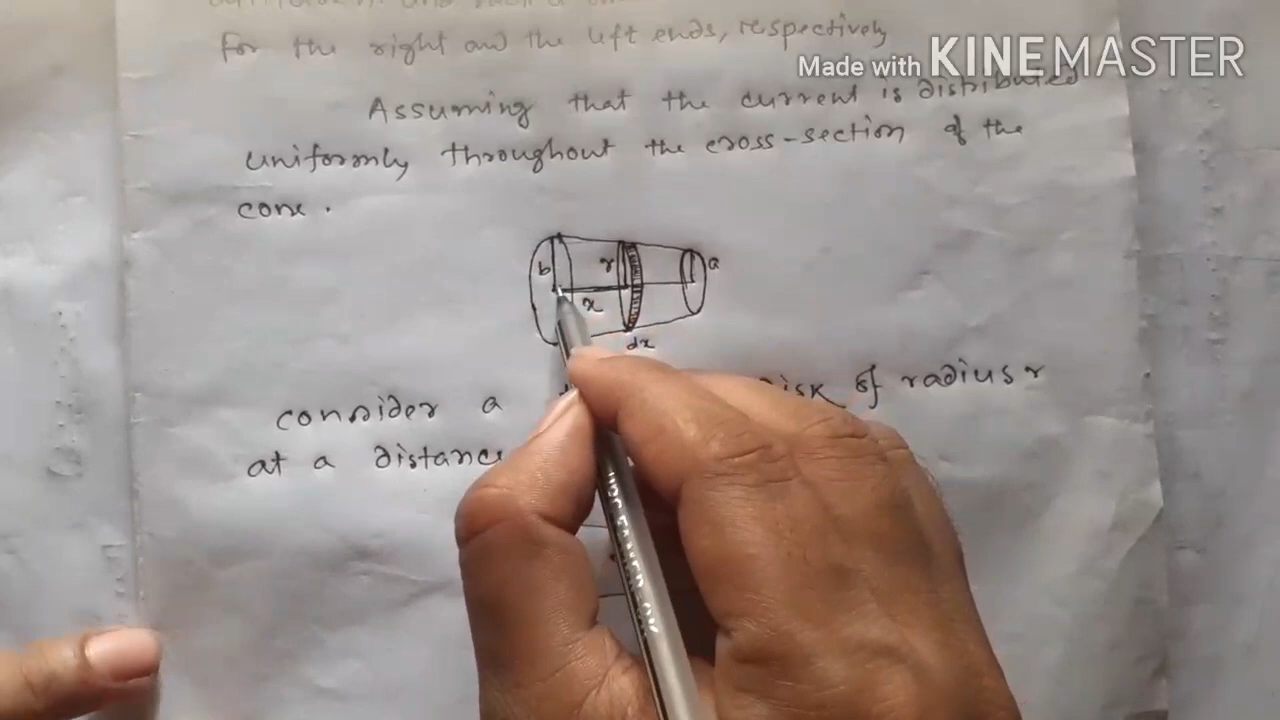 for the right and the left ends, respectively
Made with KINEMASTER
Assuming that the current is distributed
uniformly throughout the cross-section of the
cone.
b
r
a
x
dx
consider a disk of radius r
at a distance